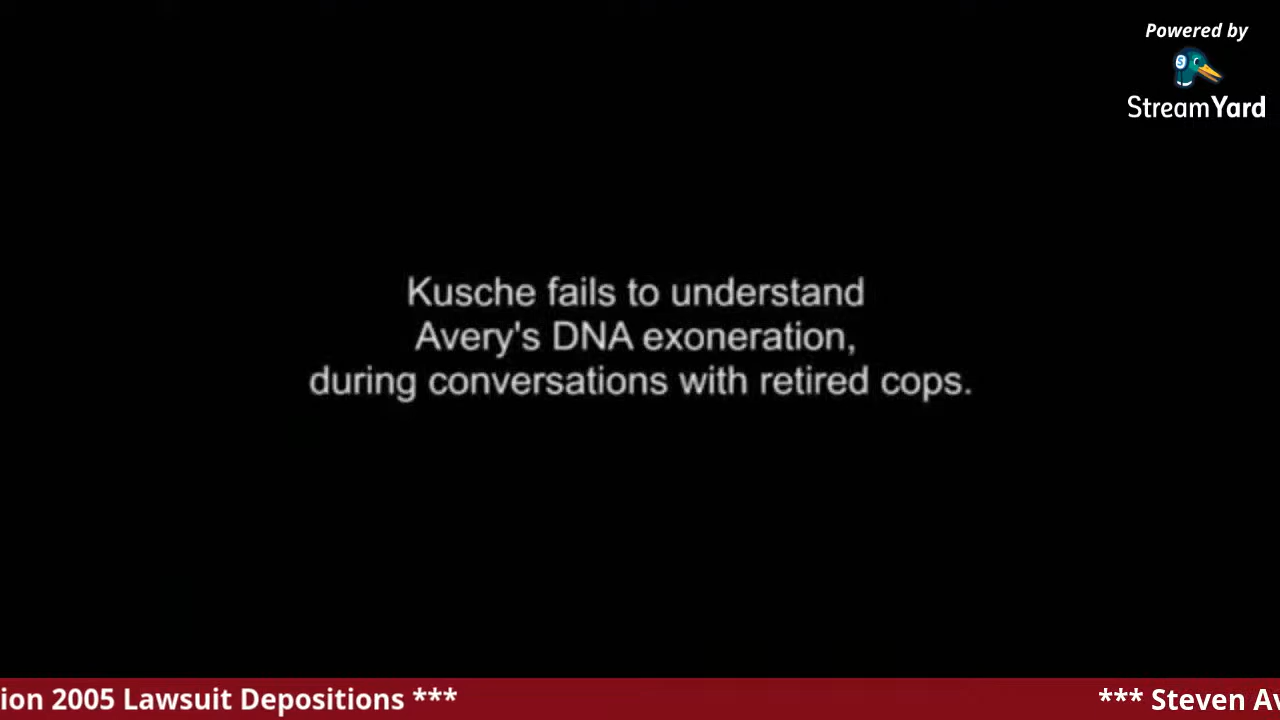 Powered by
StreamYard
Kusche fails to understand
Avery's DNA exoneration,
during conversations with retired cops.
ion 2005 Lawsuit Depositions *** *** Steven Av